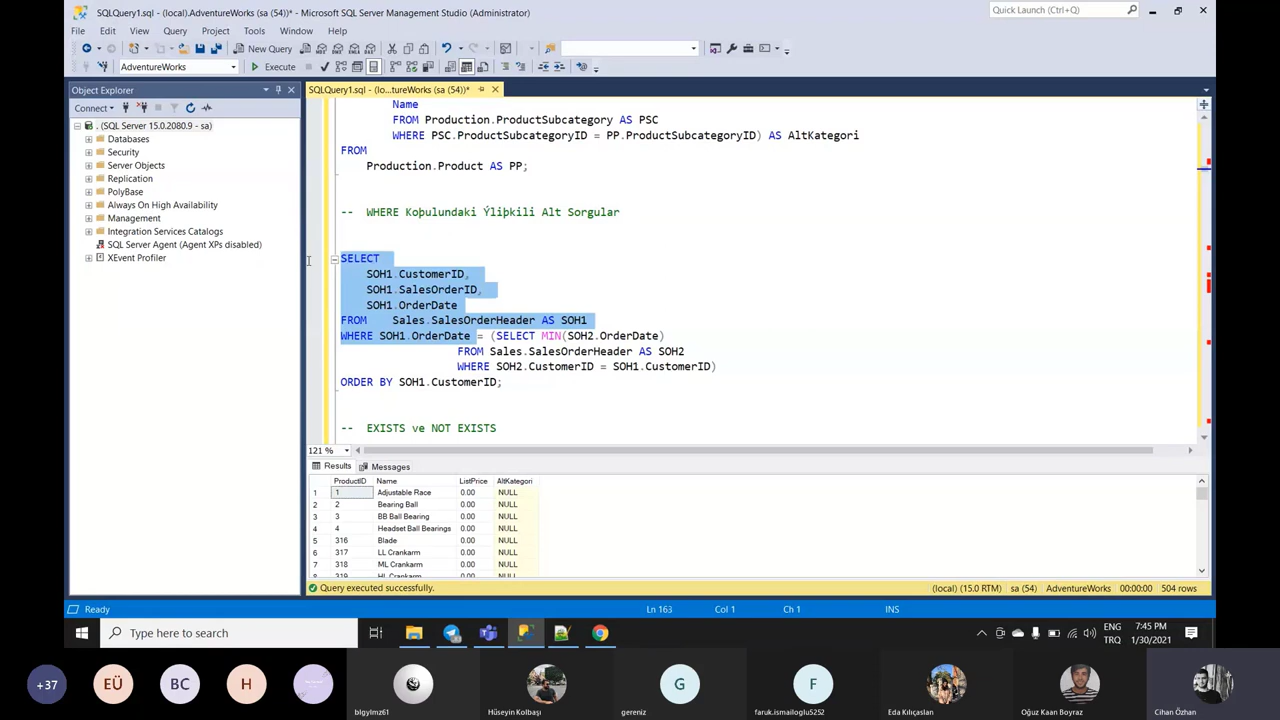 SQLQuery1.sql - (local).AdventureWorks (sa (54))* - Microsoft SQL Server Management Studio (Administrator)
Quick Launch (Ctrl+Q)
File Edit View Query Project Tools Window Help
New Query
AdventureWorks
Execute
Object Explorer
Connect
. (SQL Server 15.0.2080.9 - sa)
Databases
Security
Server Objects
Replication
PolyBase
Always On High Availability
Management
Integration Services Catalogs
SQL Server Agent (Agent XPs disabled)
XEvent Profiler
SQLQuery1.sql - (lo...tureWorks (sa (54))*
Name
FROM Production.ProductSubcategory AS PSC
WHERE PSC.ProductSubcategoryID = PP.ProductSubcategoryID) AS AltKategori
FROM
Production.Product AS PP;
-- WHERE Koþulundaki Ýliþkili Alt Sorgular
SELECT
SOH1.CustomerID,
SOH1.SalesOrderID,
SOH1.OrderDate
FROM Sales.SalesOrderHeader AS SOH1
WHERE SOH1.OrderDate = (SELECT MIN(SOH2.OrderDate)
FROM Sales.SalesOrderHeader AS SOH2
WHERE SOH2.CustomerID = SOH1.CustomerID)
ORDER BY SOH1.CustomerID;
-- EXISTS ve NOT EXISTS
121 %
Results Messages
ProductID Name ListPrice AltKategori
1 1 Adjustable Race 0.00 NULL
2 2 Bearing Ball 0.00 NULL
3 3 BB Ball Bearing 0.00 NULL
4 4 Headset Ball Bearings 0.00 NULL
5 316 Blade 0.00 NULL
6 317 LL Crankarm 0.00 NULL
7 318 ML Crankarm 0.00 NULL
8 319 HL Crankarm 0.00 NULL
Query executed successfully.
(local) (15.0 RTM) sa (54) AdventureWorks 00:00:00 504 rows
Ready
Ln 163 Col 1 Ch 1 INS
Type here to search
ENG
TRQ
7:45 PM
1/30/2021
+37 EÜ BC H G F
blgylmz61 Hüseyin Kolbaşı gereniz faruk.ismailoglu5252 Eda Kılıçaslan Oğuz Kaan Boyraz Cihan Özhan